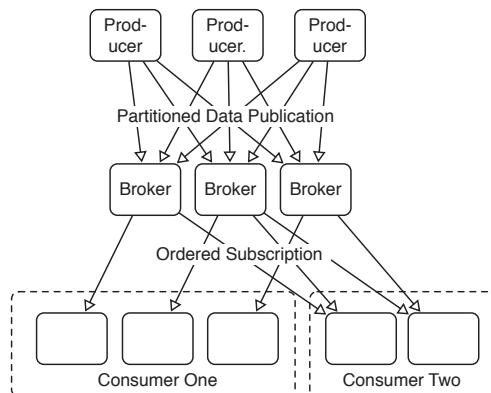 Prod-
ucer
Prod-
ucer.
Prod-
ucer
Partitioned Data Publication
Broker
Broker
Broker
Ordered Subscription
Consumer One
Consumer Two